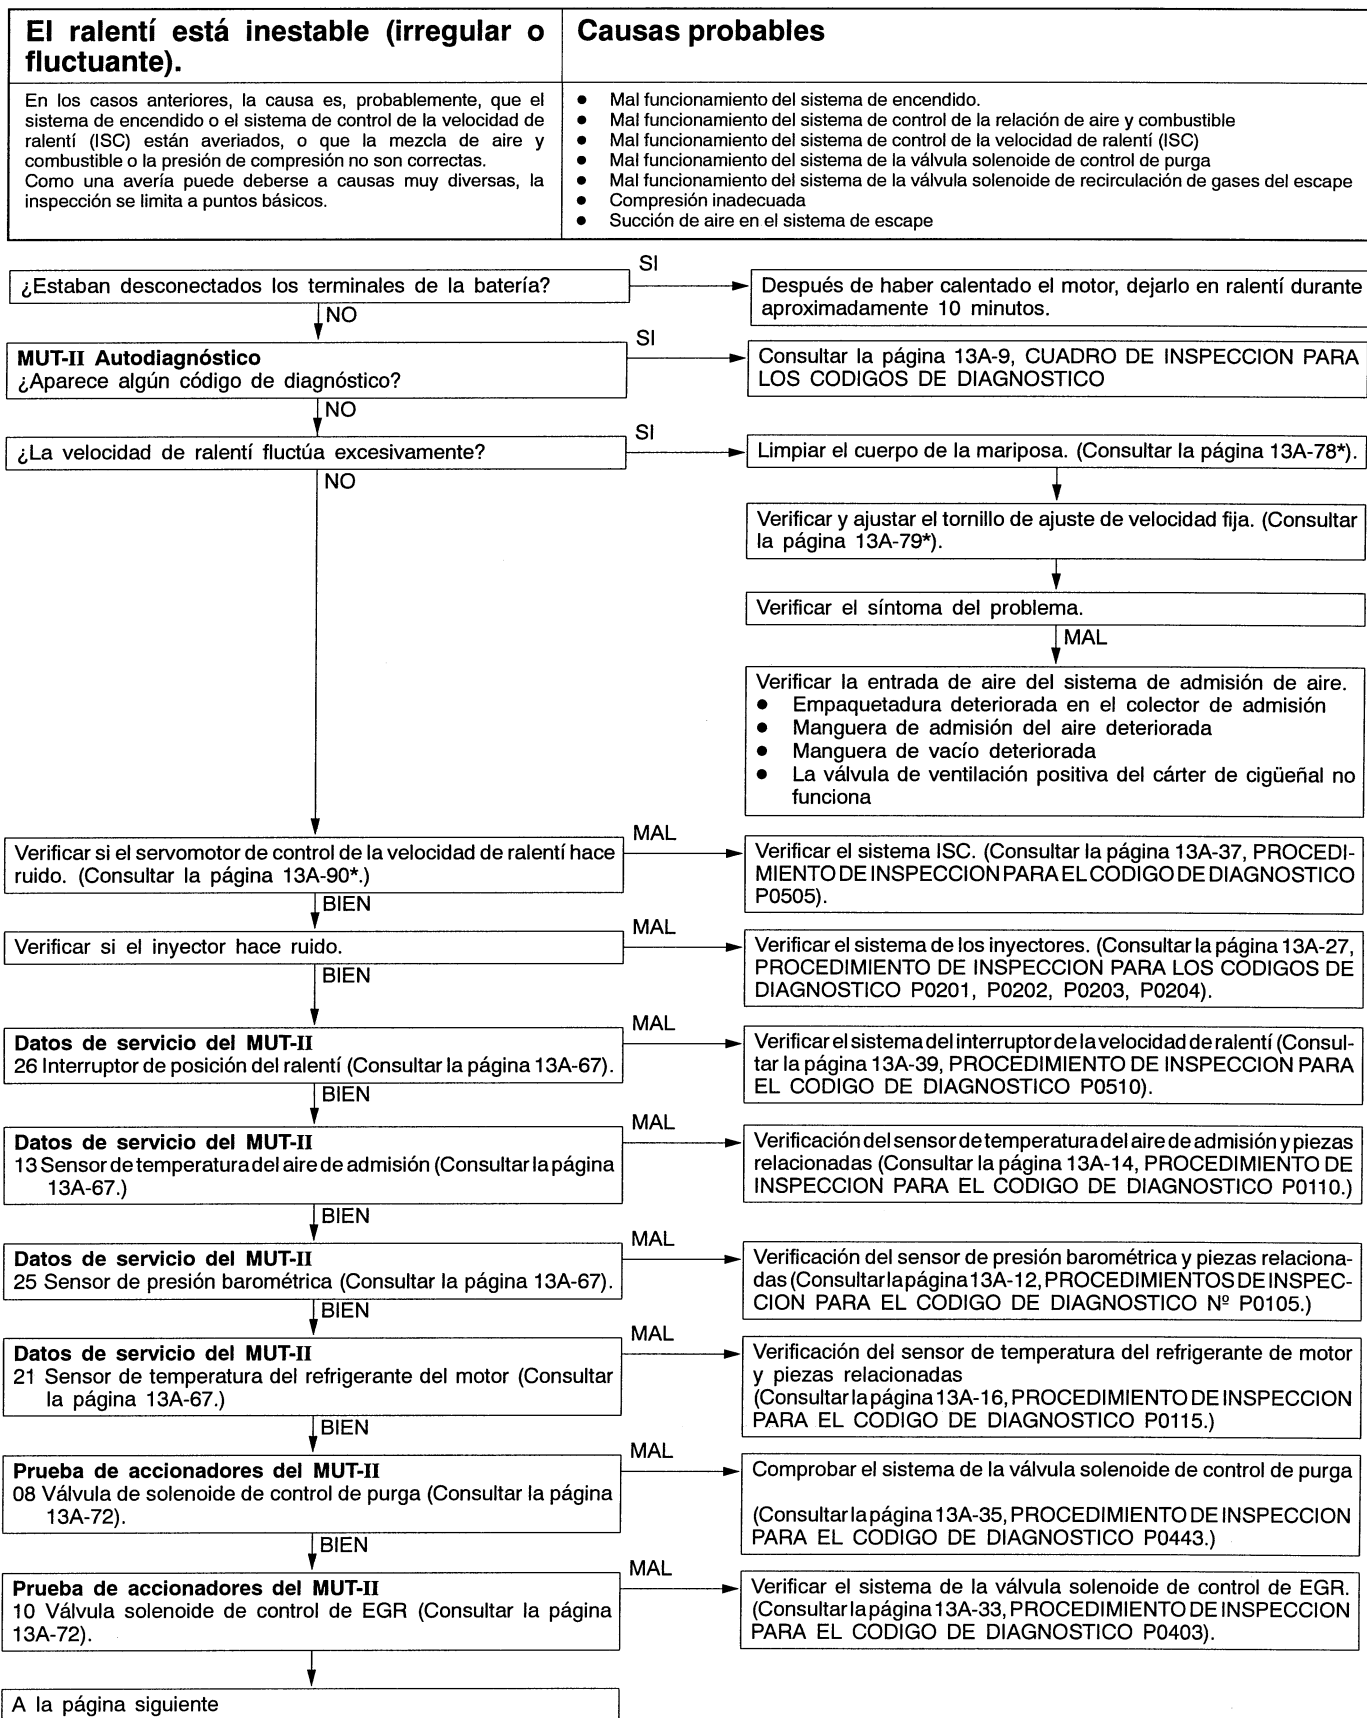 El ralentí está inestable (irregular o
fluctuante).
Causas probables
En los casos anteriores, la causa es, probablemente, que el
sistema de encendido o el sistema de control de la velocidad de
ralentí (ISC) están averiados, o que la mezcla de aire y
combustible o la presión de compresión no son correctas.
Como una avería puede deberse a causas muy diversas, la
inspección se limita a puntos básicos.
● Mal funcionamiento del sistema de encendido.
● Mal funcionamiento del sistema de control de la relación de aire y combustible
● Mal funcionamiento del sistema de control de la velocidad de ralentí (ISC)
● Mal funcionamiento del sistema de la válvula solenoide de control de purga
● Mal funcionamiento del sistema de la válvula solenoide de recirculación de gases del escape
● Compresión inadecuada
● Succión de aire en el sistema de escape
¿Estaban desconectados los terminales de la batería?
SI
Después de haber calentado el motor, dejarlo en ralentí durante
aproximadamente 10 minutos.
NO
MUT-II Autodiagnóstico
¿Aparece algún código de diagnóstico?
SI
Consultar la página 13A-9, CUADRO DE INSPECCION PARA
LOS CODIGOS DE DIAGNOSTICO
NO
¿La velocidad de ralentí fluctúa excesivamente?
SI
Limpiar el cuerpo de la mariposa. (Consultar la página 13A-78*).
NO
Verificar y ajustar el tornillo de ajuste de velocidad fija. (Consultar
la página 13A-79*).
Verificar el síntoma del problema.
MAL
Verificar la entrada de aire del sistema de admisión de aire.
● Empaquetadura deteriorada en el colector de admisión
● Manguera de admisión del aire deteriorada
● Manguera de vacío deteriorada
● La válvula de ventilación positiva del cárter de cigüeñal no
funciona
Verificar si el servomotor de control de la velocidad de ralentí hace
ruido. (Consultar la página 13A-90*.)
MAL
Verificar el sistema ISC. (Consultar la página 13A-37, PROCEDI-
MIENTO DE INSPECCION PARA EL CODIGO DE DIAGNOSTICO
P0505).
BIEN
Verificar si el inyector hace ruido.
MAL
Verificar el sistema de los inyectores. (Consultar la página 13A-27,
PROCEDIMIENTO DE INSPECCION PARA LOS CODIGOS DE
DIAGNOSTICO P0201, P0202, P0203, P0204).
BIEN
Datos de servicio del MUT-II
26 Interruptor de posición del ralentí (Consultar la página 13A-67).
MAL
Verificar el sistema del interruptor de la velocidad de ralentí (Consul-
tar la página 13A-39, PROCEDIMIENTO DE INSPECCION PARA
EL CODIGO DE DIAGNOSTICO P0510).
BIEN
Datos de servicio del MUT-II
13 Sensor de temperatura del aire de admisión (Consultar la página
13A-67.)
MAL
Verificación del sensor de temperatura del aire de admisión y piezas
relacionadas (Consultar la página 13A-14, PROCEDIMIENTO DE
INSPECCION PARA EL CODIGO DE DIAGNOSTICO P0110.)
BIEN
Datos de servicio del MUT-II
25 Sensor de presión barométrica (Consultar la página 13A-67).
MAL
Verificación del sensor de presión barométrica y piezas relaciona-
das (Consultar la página 13A-12, PROCEDIMIENTOS DE INSPEC-
CION PARA EL CODIGO DE DIAGNOSTICO Nº P0105.)
BIEN
Datos de servicio del MUT-II
21 Sensor de temperatura del refrigerante del motor (Consultar
la página 13A-67.)
MAL
Verificación del sensor de temperatura del refrigerante de motor
y piezas relacionadas
(Consultar la página 13A-16, PROCEDIMIENTO DE INSPECCION
PARA EL CODIGO DE DIAGNOSTICO P0115.)
BIEN
Prueba de accionadores del MUT-II
08 Válvula de solenoide de control de purga (Consultar la página
13A-72).
MAL
Comprobar el sistema de la válvula solenoide de control de purga
(Consultar la página 13A-35, PROCEDIMIENTO DE INSPECCION
PARA EL CODIGO DE DIAGNOSTICO P0443.)
BIEN
Prueba de accionadores del MUT-II
10 Válvula solenoide de control de EGR (Consultar la página
13A-72).
MAL
Verificar el sistema de la válvula solenoide de control de EGR.
(Consultar la página 13A-33, PROCEDIMIENTO DE INSPECCION
PARA EL CODIGO DE DIAGNOSTICO P0403).
A la página siguiente